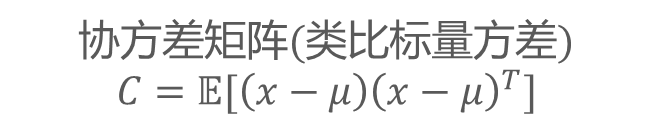 协方差矩阵(类比标量方差)
𝐶 = 𝔼[(𝑥 − 𝜇)(𝑥 − 𝜇)ᵀ]